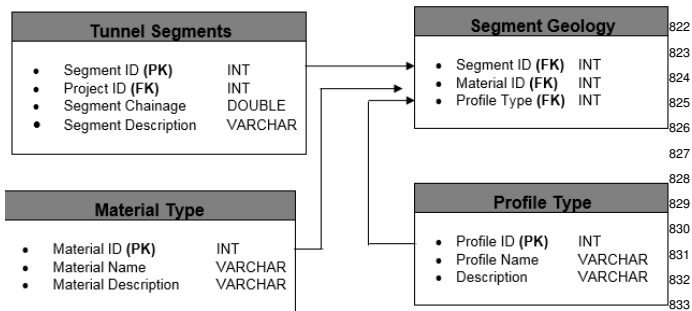 Tunnel Segments
• Segment ID (PK) INT
• Project ID (FK) INT
• Segment Chainage DOUBLE
• Segment Description VARCHAR
Segment Geology
• Segment ID (FK) INT
• Material ID (FK) INT
• Profile Type (FK) INT
Material Type
• Material ID (PK) INT
• Material Name VARCHAR
• Material Description VARCHAR
Profile Type
• Profile ID (PK) INT
• Profile Name VARCHAR
• Description VARCHAR
822
823
824
825
826
827
828
829
830
831
832
833